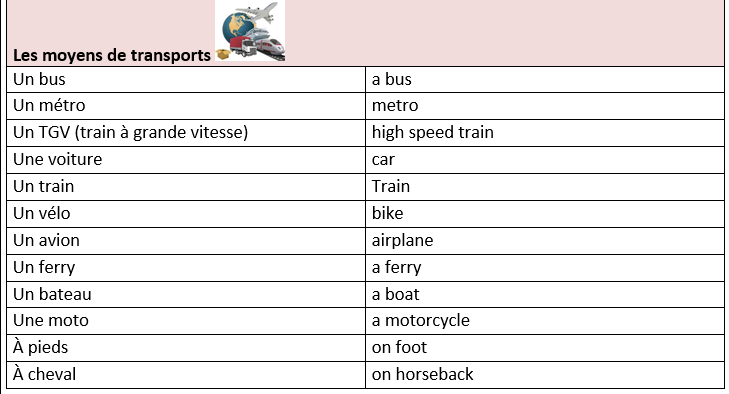 Les moyens de transports
Un bus a bus
Un métro metro
Un TGV (train à grande vitesse) high speed train
Une voiture car
Un train Train
Un vélo bike
Un avion airplane
Un ferry a ferry
Un bateau a boat
Une moto a motorcycle
À pieds on foot
À cheval on horseback